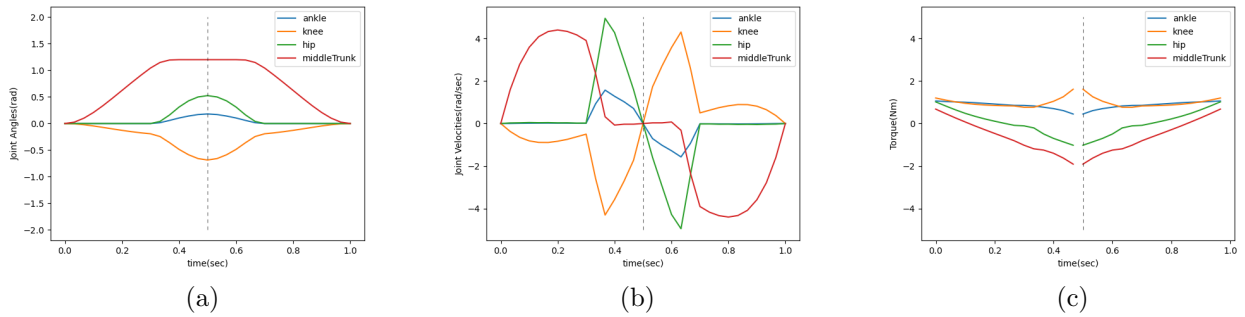 2.0
1.5
1.0
0.5
0.0
-0.5
-1.0
-1.5
-2.0
Joint Angles(rad)
0.0 0.2 0.4 0.6 0.8 1.0
time(sec)
ankle
knee
hip
middleTrunk
(a)
4
2
0
-2
-4
Joint Velocities(rad/sec)
0.0 0.2 0.4 0.6 0.8 1.0
time(sec)
ankle
knee
hip
middleTrunk
(b)
4
2
0
-2
-4
Torque(Nm)
0.0 0.2 0.4 0.6 0.8 1.0
time(sec)
ankle
knee
hip
middleTrunk
(c)